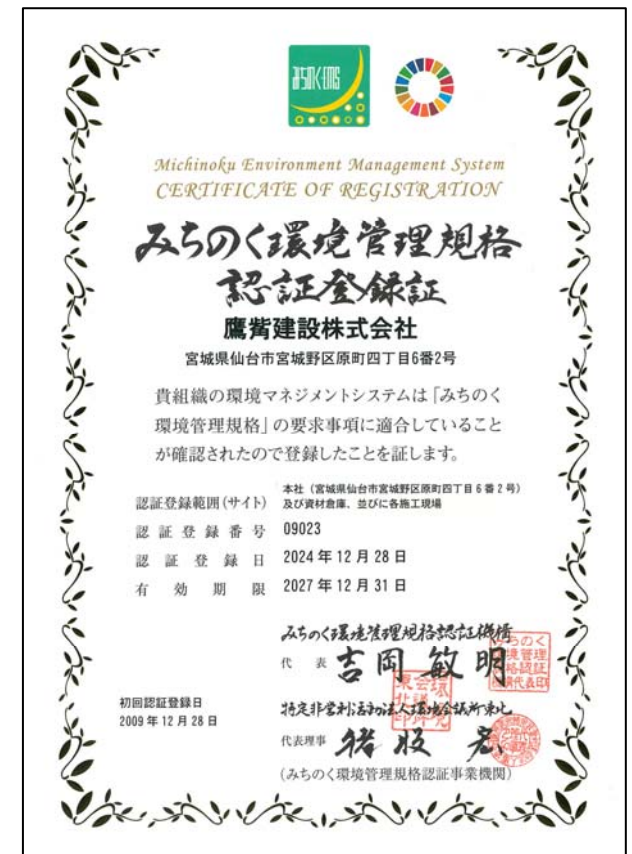 みちのくEMS
Michinoku Environment Management System
CERTIFICATE OF REGISTRATION
みちのく環境管理規格
認証登録証
鷹觜建設株式会社
宮城県仙台市宮城野区原町四丁目6番2号
貴組織の環境マネジメントシステムは「みちのく
環境管理規格」の要求事項に適合していること
が確認されたので登録したことを証します。
認証登録範囲(サイト) 本社(宮城県仙台市宮城野区原町四丁目6番2号)
及び資材倉庫、並びに各施工現場
認証登録番号 09023
認証登録日 2024年12月28日
有効期限 2027年12月31日
みちのく環境管理規格認証機構
代表 吉岡敏明
初回認証登録日
2009年12月28日
特定非営利活動法人環境会議所東北
代表理事
(みちのく環境管理規格認証事業機関)